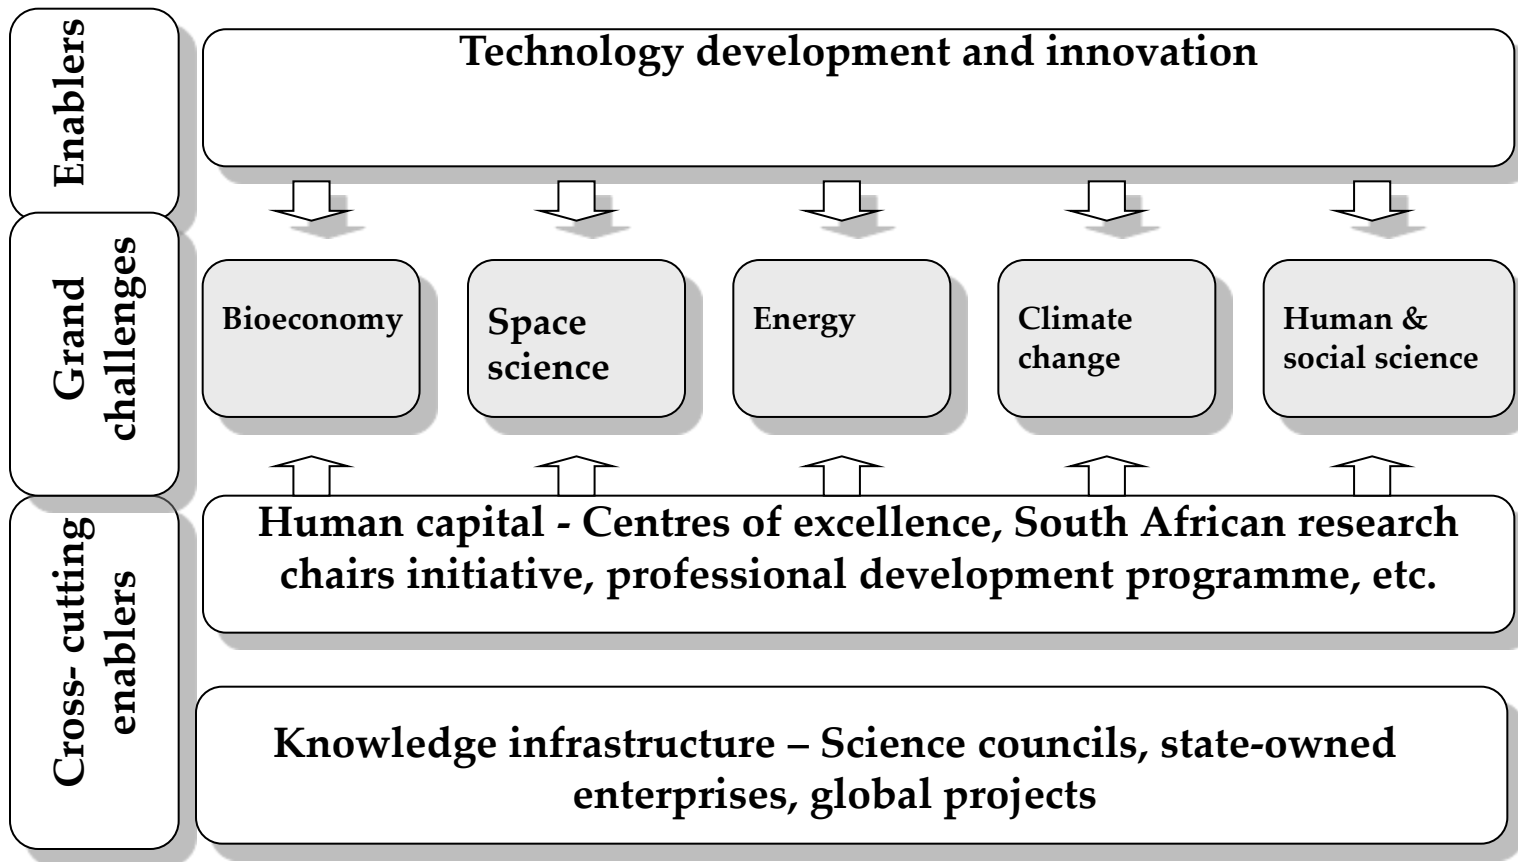 Enablers
Technology development and innovation
Grand
challenges
Bioeconomy
Space
science
Energy
Climate
change
Human &
social science
Cross- cutting
enablers
Human capital - Centres of excellence, South African research
chairs initiative, professional development programme, etc.
Knowledge infrastructure – Science councils, state-owned
enterprises, global projects